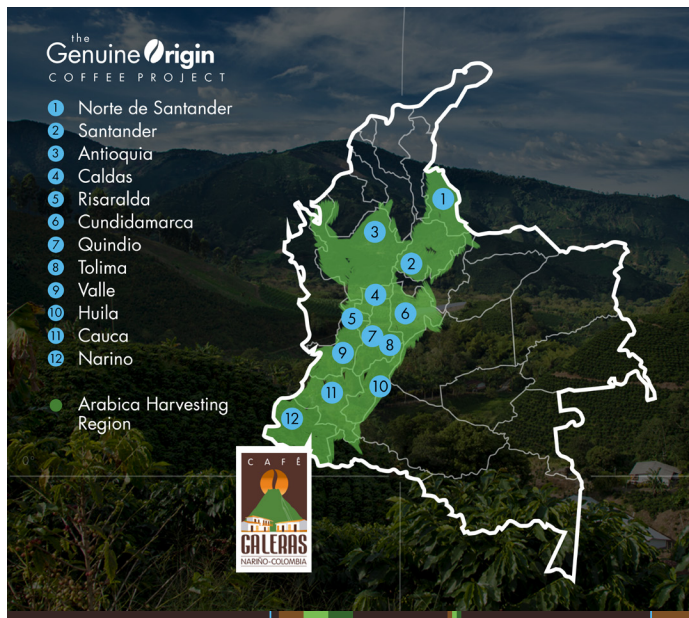 the
Genuine Origin
COFFEE PROJECT
1 Norte de Santander
2 Santander
3 Antioquia
4 Caldas
5 Risaralda
6 Cundidamarca
7 Quindio
8 Tolima
9 Valle
10 Huila
11 Cauca
12 Narino
Arabica Harvesting
Region
1
3
2
4
6
5
7
8
9
10
11
12
CAFÉ
GALERAS
NARIÑO-COLOMBIA